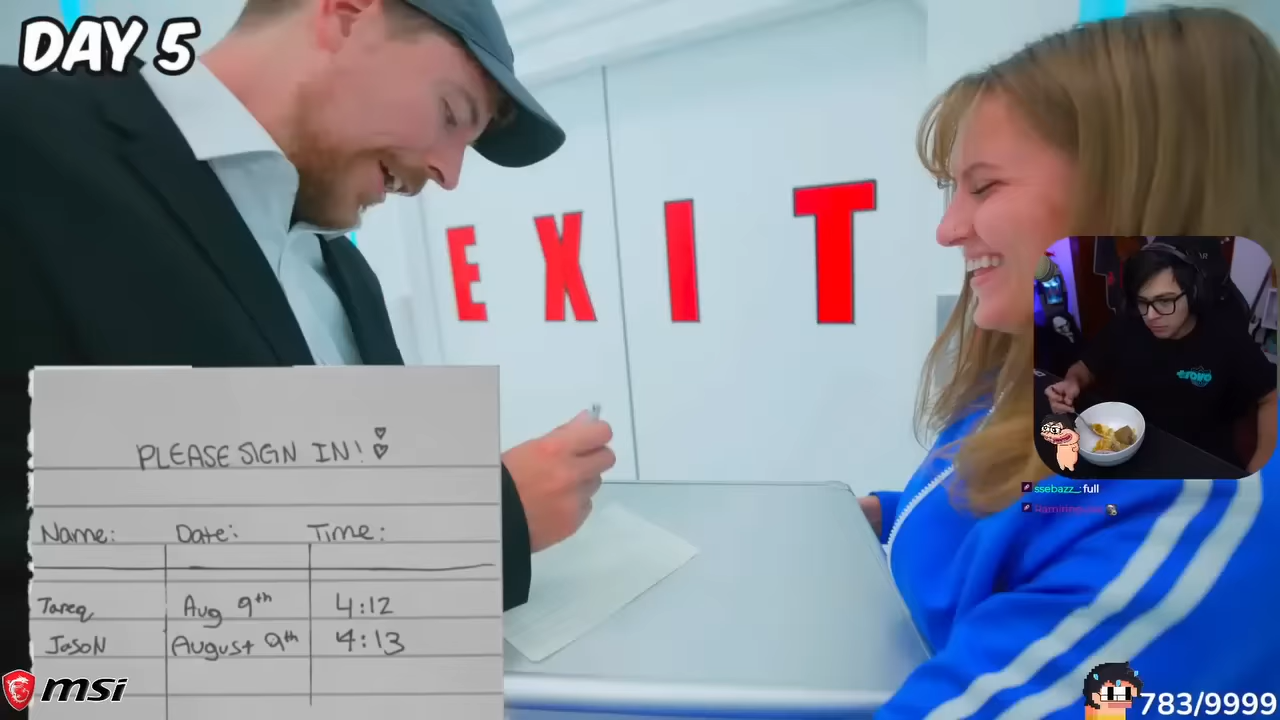 DAY 5
E X I T
PLEASE SIGN IN!
Name: Date: Time:
Tareq Aug 9th 4:12
JasoN August 9th 4:13
ssebazz_: full
msi
783/9999